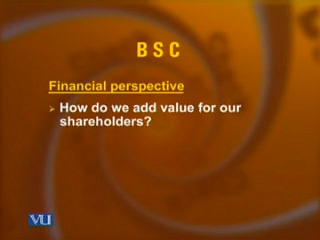 B S C
Financial perspective
How do we add value for our
shareholders?
VU